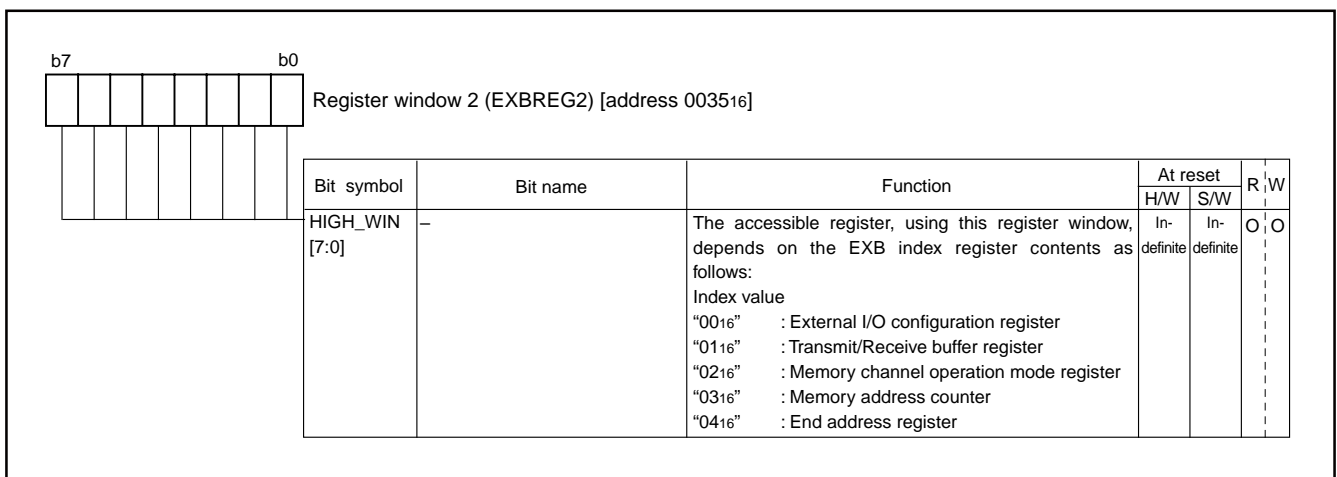 b7 b0
Register window 2 (EXBREG2) [address 003516]
Bit symbol Bit name Function At reset R W
H/W S/W
HIGH_WIN – The accessible register, using this register window, In- In- O O
[7:0] depends on the EXB index register contents as definite definite
follows:
Index value
“0016” : External I/O configuration register
“0116” : Transmit/Receive buffer register
“0216” : Memory channel operation mode register
“0316” : Memory address counter
“0416” : End address register